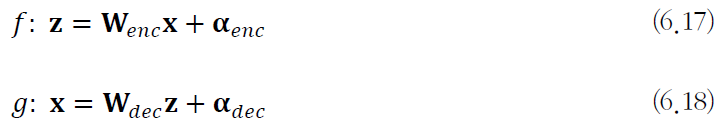 f: z = W_enc x + α_enc (6.17)
g: x = W_dec z + α_dec (6.18)